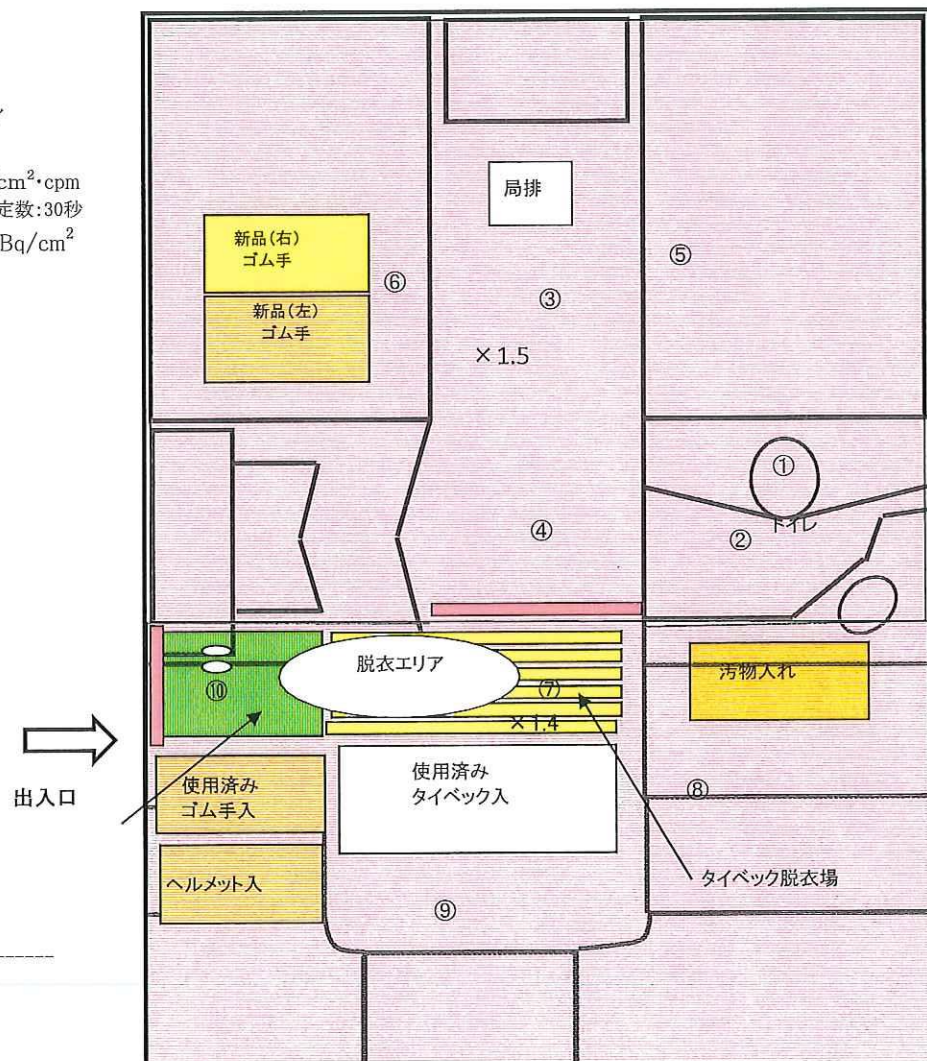 cm²・cpm
定数:30秒
Bq/cm²
局排
新品(右)
ゴム手
⑥
⑤
③
新品(左)
ゴム手
×1.5
①
トイレ
②
④
脱衣エリア
⑦
汚物入れ
⑩
×1.4
使用済み
タイベック入
⑧
使用済み
ゴム手入
出入口
ヘルメット入
タイベック脱衣場
⑨